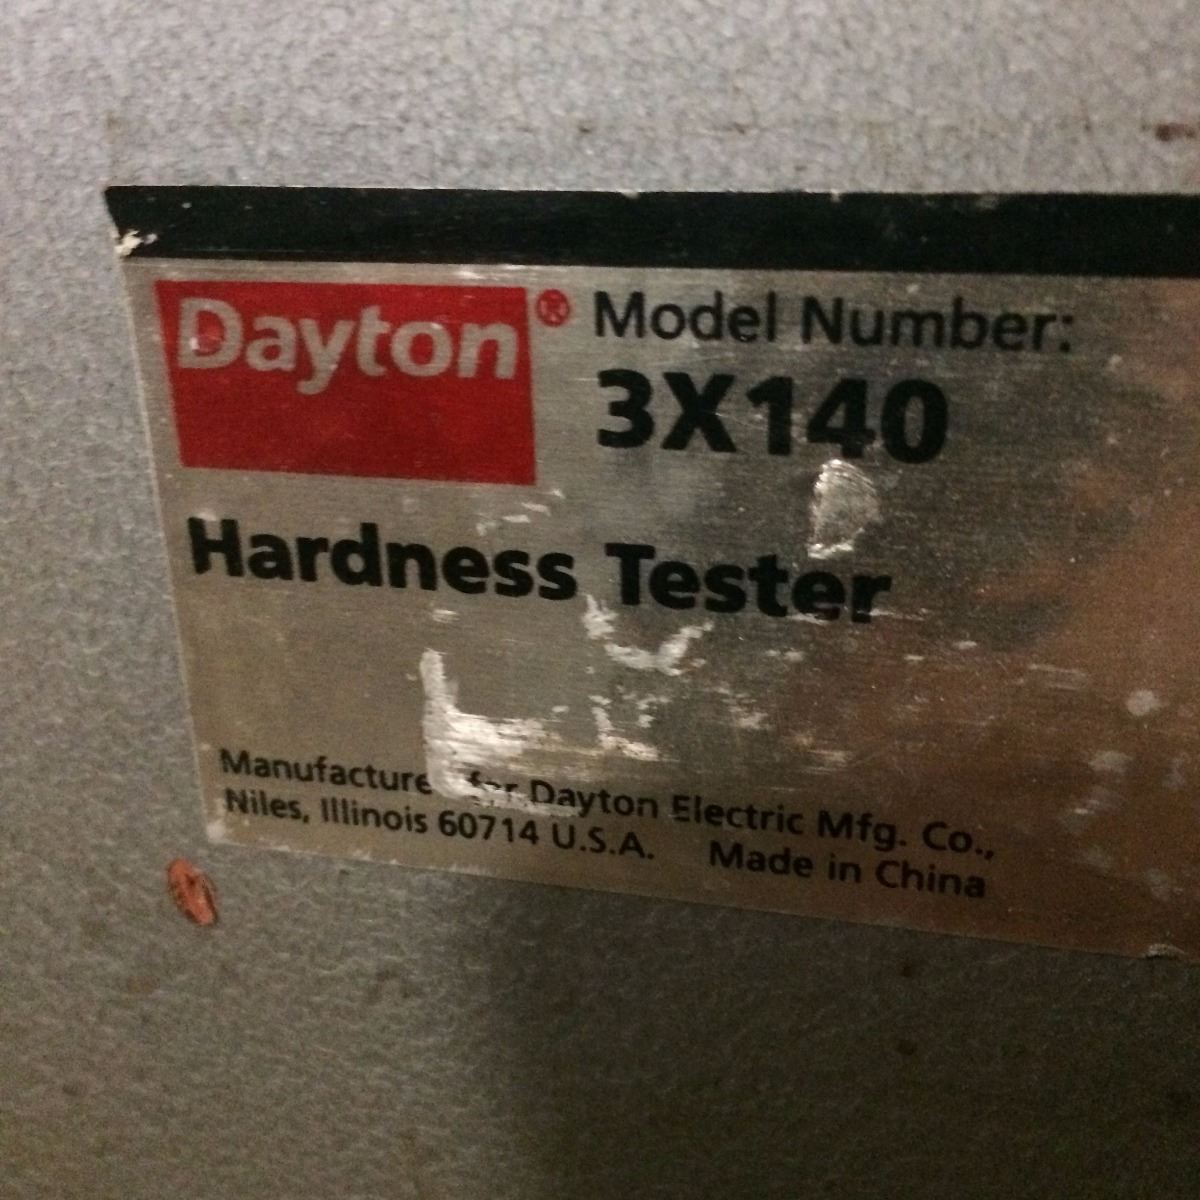 Dayton® Model Number:
3X140
Hardness Tester
Manufacture for Dayton Electric Mfg. Co.,
Niles, Illinois 60714 U.S.A. Made in China